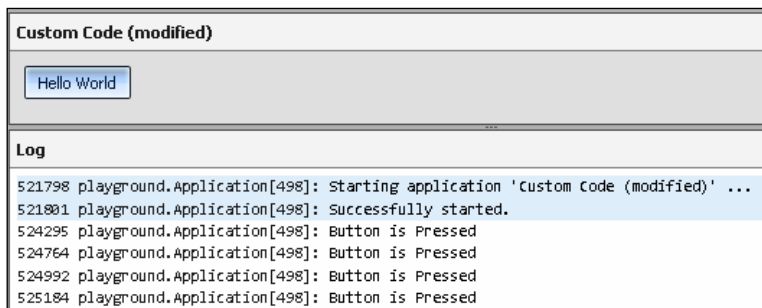 Custom Code (modified)
Hello World
Log
521798 playground.Application[498]: Starting application 'Custom Code (modified)' ...
521801 playground.Application[498]: Successfully started.
524295 playground.Application[498]: Button is Pressed
524764 playground.Application[498]: Button is Pressed
524992 playground.Application[498]: Button is Pressed
525184 playground.Application[498]: Button is Pressed